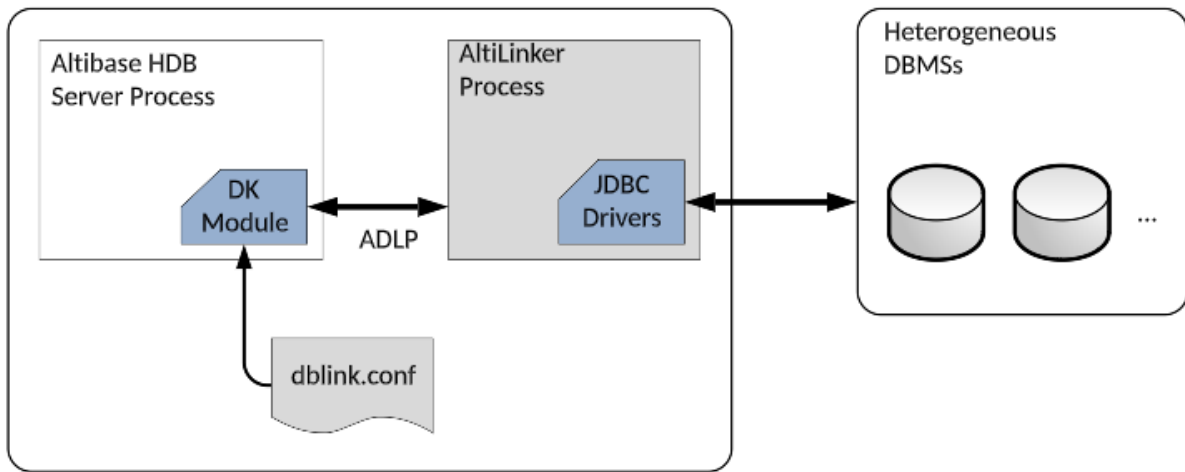 Altibase HDB
Server Process
DK
Module
ADLP
dblink.conf
AltiLinker
Process
JDBC
Drivers
Heterogeneous
DBMSs
...